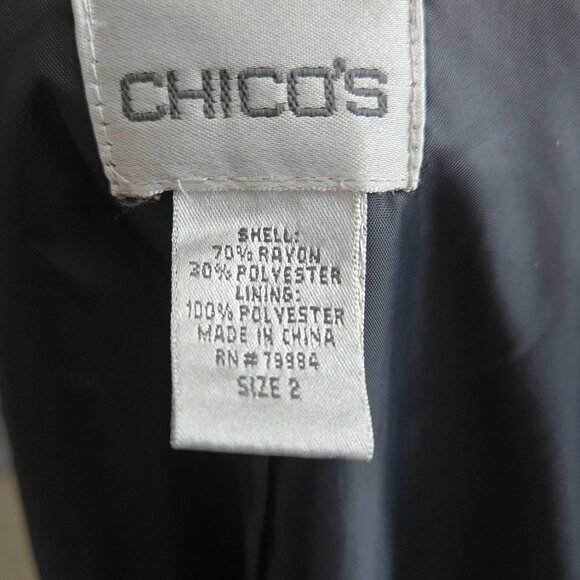 CHICO'S
SHELL:
70% RAYON
30% POLYESTER
LINING:
100% POLYESTER
MADE IN CHINA
RN# 79984
SIZE 2